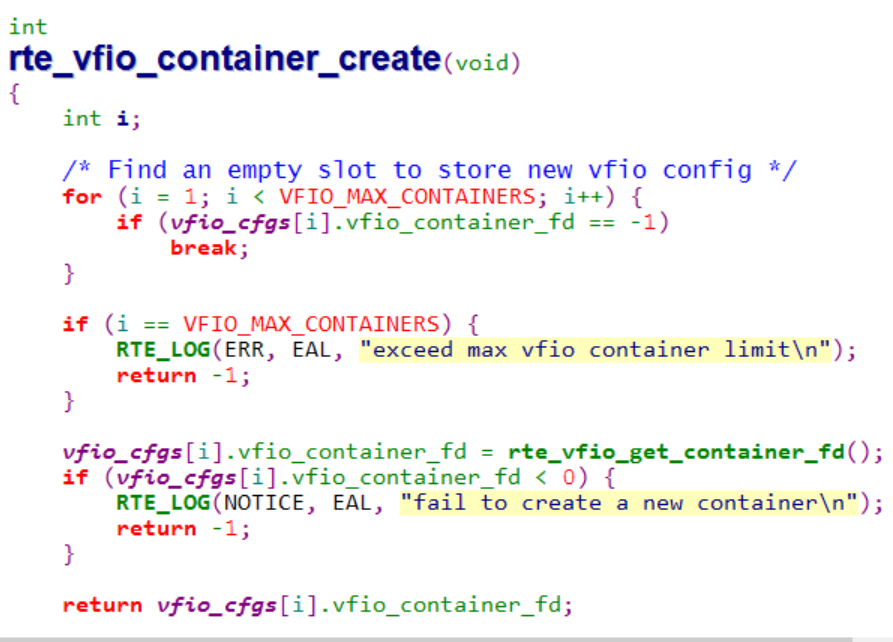 int
rte_vfio_container_create(void)
{
    int i;

    /* Find an empty slot to store new vfio config */
    for (i = 1; i < VFIO_MAX_CONTAINERS; i++) {
        if (vfio_cfgs[i].vfio_container_fd == -1)
            break;
    }

    if (i == VFIO_MAX_CONTAINERS) {
        RTE_LOG(ERR, EAL, "exceed max vfio container limit\n");
        return -1;
    }

    vfio_cfgs[i].vfio_container_fd = rte_vfio_get_container_fd();
    if (vfio_cfgs[i].vfio_container_fd < 0) {
        RTE_LOG(NOTICE, EAL, "fail to create a new container\n");
        return -1;
    }

    return vfio_cfgs[i].vfio_container_fd;